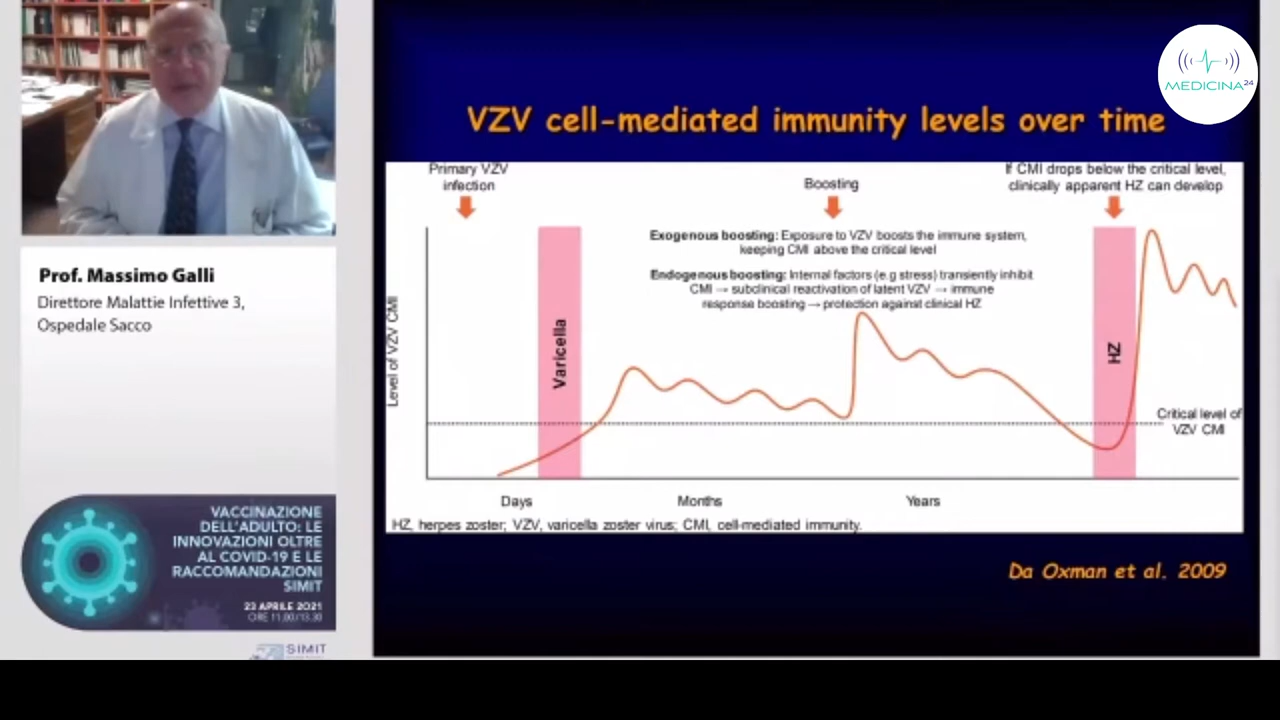 MEDICINA24
VZV cell-mediated immunity levels over time
Primary VZV
infection
Boosting
If CMI drops below the critical level,
clinically apparent HZ can develop
Exogenous boosting: Exposure to VZV boosts the immune system,
keeping CMI above the critical level
Endogenous boosting: Internal factors (e.g stress) transiently inhibit
CMI → subclinical reactivation of latent VZV → immune
response boosting → protection against clinical HZ
Level of VZV CMI
Varicella
HZ
Critical level of
VZV CMI
Days
Months
Years
HZ, herpes zoster; VZV, varicella zoster virus; CMI, cell-mediated immunity.
Da Oxman et al. 2009
Prof. Massimo Galli
Direttore Malattie Infettive 3,
Ospedale Sacco
VACCINAZIONE
DELL'ADULTO: LE
INNOVAZIONI OLTRE
AL COVID-19 E LE
RACCOMANDAZIONI
SIMIT
23 APRILE 2021
ORE 11,00/13.30
SIMIT